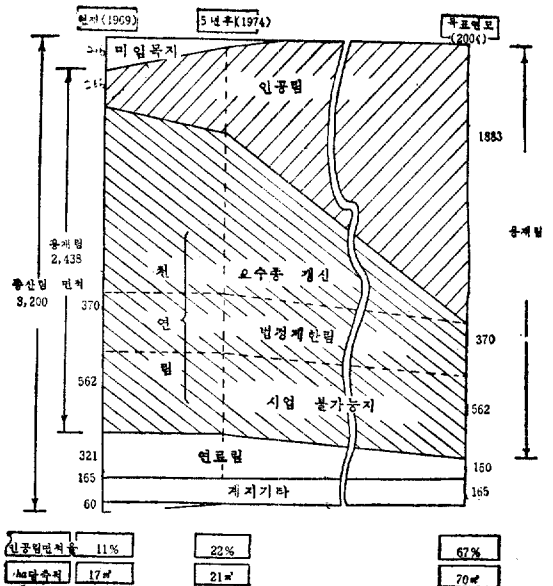 현재(1969)
5년후(1974)
목표연도
(200
미입목지
인공림
1883
용재림
용재림
2,438
면적
총산림
3,200
천
연
림
요수종 갱신
370
법정제한림
370
562
시업 불가능지
562
321
연료림
160
165
제지기타
165
60
인공림면적율
11%
22%
67%
ha당축적
17㎥
21㎥
70㎥